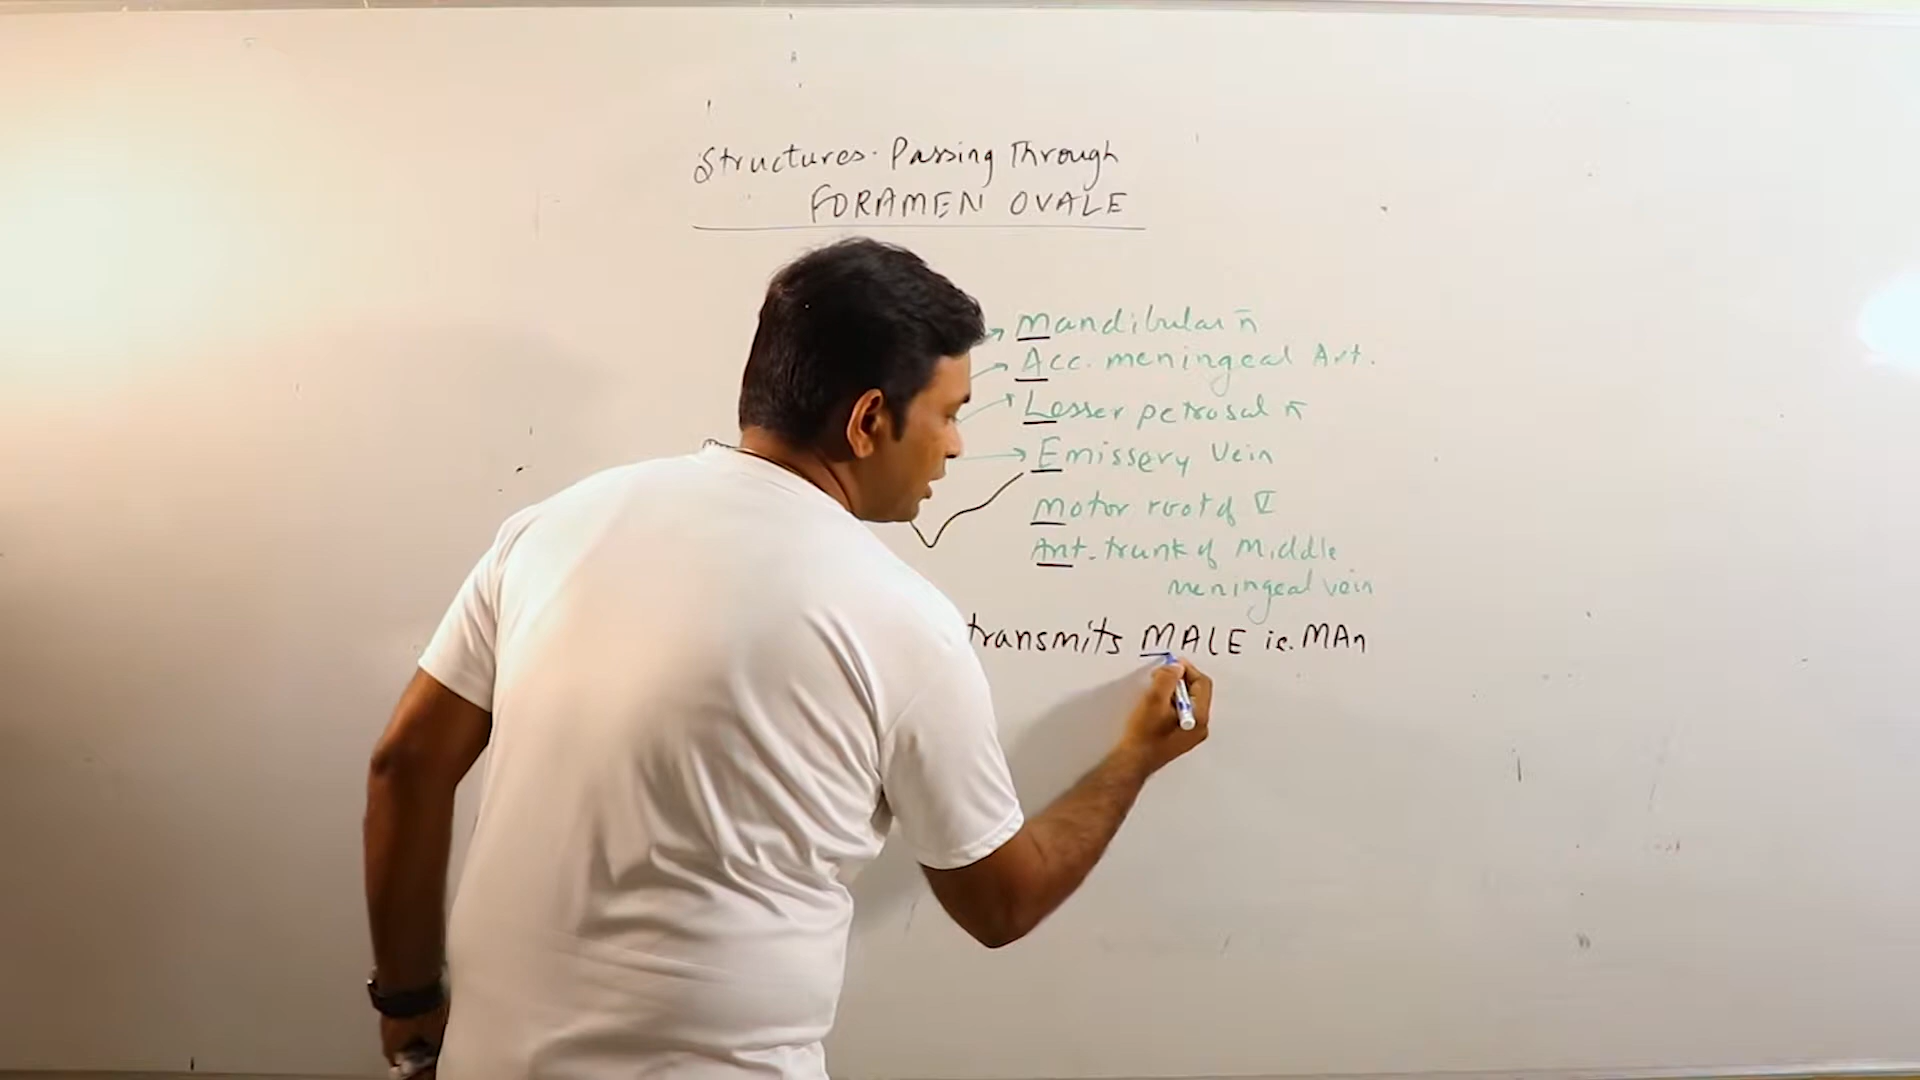 Structures. Passing Through
FORAMEN OVALE
Mandibular n̄
Acc. meningeal Art.
Lesser petrosal n̄
Emissery Vein
Motor root of V
Ant. trunk of Middle
meningeal vein
transmits MALE ie. MAn